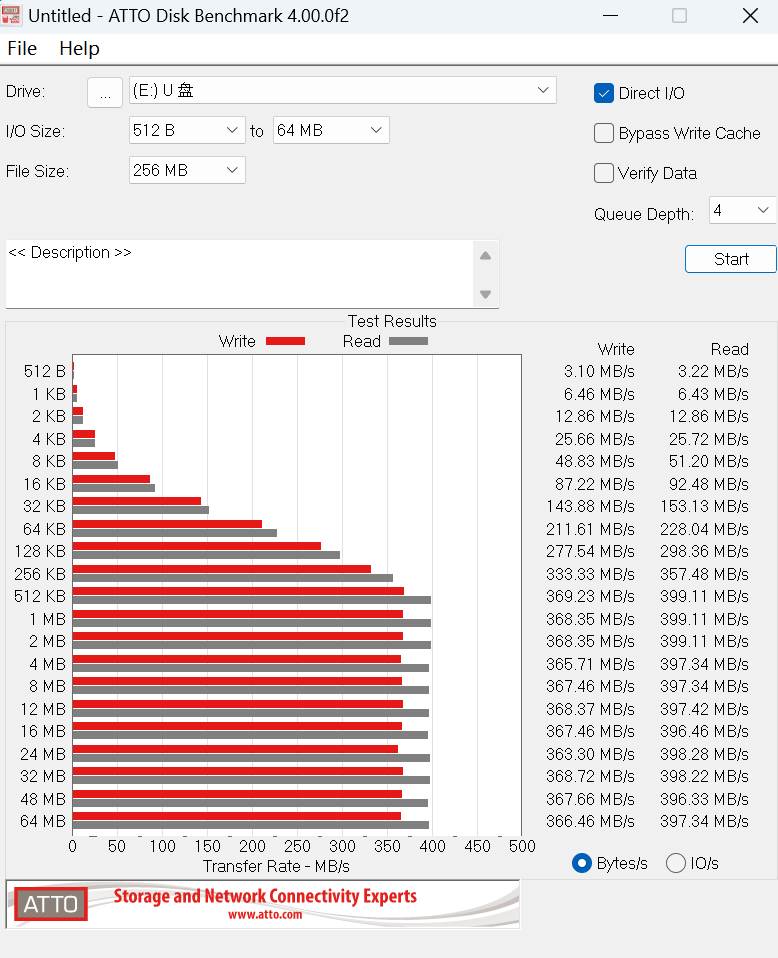 Untitled - ATTO Disk Benchmark 4.00.0f2
File Help
Drive: ... (E:) U 盘
Direct I/O
I/O Size: 512 B to 64 MB
Bypass Write Cache
File Size: 256 MB
Verify Data
Queue Depth: 4
<< Description >>
Start
Test Results
Write Read
Write Read
512 B 3.10 MB/s 3.22 MB/s
1 KB 6.46 MB/s 6.43 MB/s
2 KB 12.86 MB/s 12.86 MB/s
4 KB 25.66 MB/s 25.72 MB/s
8 KB 48.83 MB/s 51.20 MB/s
16 KB 87.22 MB/s 92.48 MB/s
32 KB 143.88 MB/s 153.13 MB/s
64 KB 211.61 MB/s 228.04 MB/s
128 KB 277.54 MB/s 298.36 MB/s
256 KB 333.33 MB/s 357.48 MB/s
512 KB 369.23 MB/s 399.11 MB/s
1 MB 368.35 MB/s 399.11 MB/s
2 MB 368.35 MB/s 399.11 MB/s
4 MB 365.71 MB/s 397.34 MB/s
8 MB 367.46 MB/s 397.34 MB/s
12 MB 368.37 MB/s 397.42 MB/s
16 MB 367.46 MB/s 396.46 MB/s
24 MB 363.30 MB/s 398.28 MB/s
32 MB 368.72 MB/s 398.22 MB/s
48 MB 367.66 MB/s 396.33 MB/s
64 MB 366.46 MB/s 397.34 MB/s
0 50 100 150 200 250 300 350 400 450 500
Transfer Rate - MB/s
Bytes/s IO/s
ATTO Storage and Network Connectivity Experts
www.atto.com